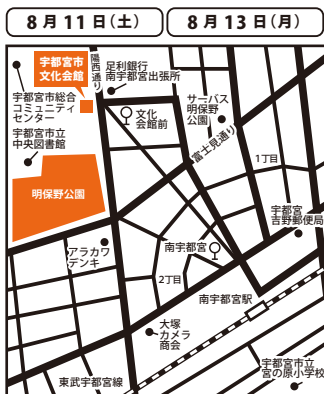 8月11日(土)
8月13日(月)
宇都宮市
文化会館
陽西通り
足利銀行
南宇都宮出張所
宇都宮市総合
コミュニティ
センター
文化
会館前
サーパス
明保野
公園
富士見通り
宇都宮市立
中央図書館
1丁目
明保野公園
宇都宮
吉野郵便局
アラカワ
デンキ
南宇都宮
2丁目
南宇都宮駅
大塚
カメラ
商会
東武宇都宮線
宇都宮市立
宮の原小学校